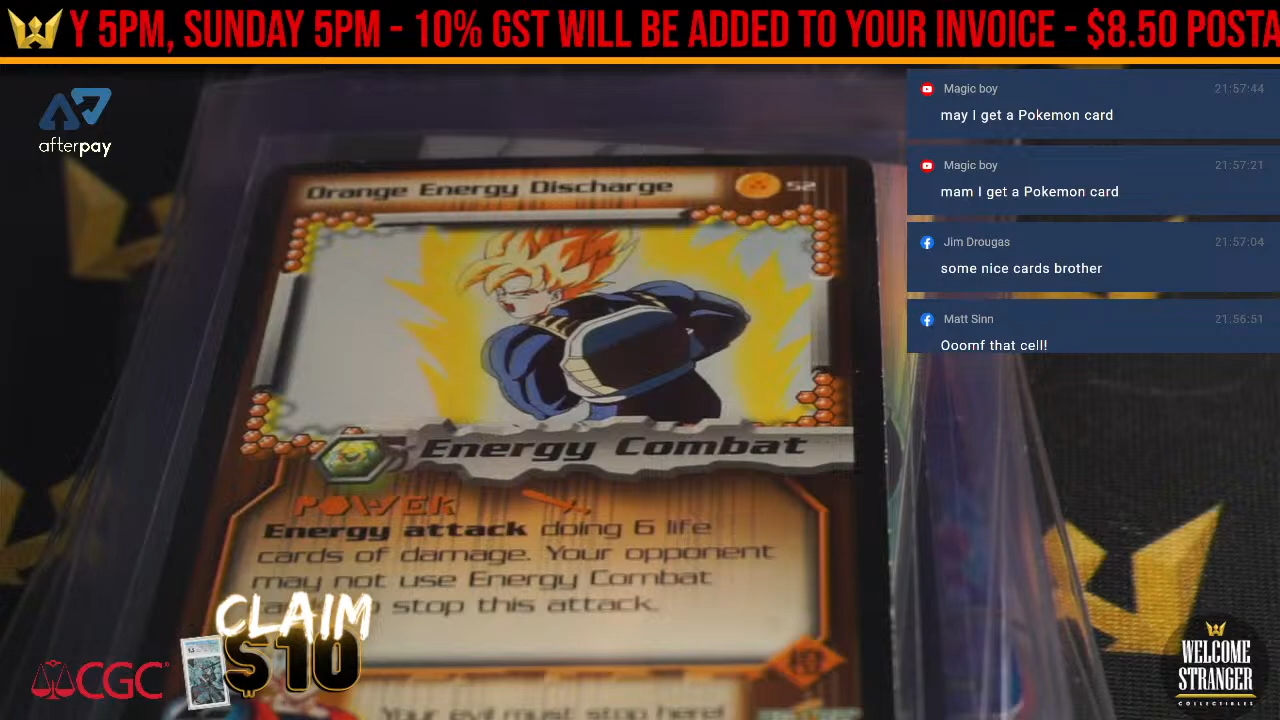 Y 5PM, SUNDAY 5PM - 10% GST WILL BE ADDED TO YOUR INVOICE - $8.50 POSTA
afterpay
Magic boy 21:57:44
may I get a Pokemon card
Magic boy 21:57:21
mam I get a Pokemon card
Jim Drougas 21:57:04
some nice cards brother
Matt Sinn 21:56:51
Ooomf that cell!
Orange Energy Discharge 52
Energy Combat
POWER
Energy attack doing 6 life
cards of damage. Your opponent
may not use Energy Combat
stop this attack.
CLAIM
$10
CGC
WELCOME
STRANGER
COLLECTIBLES